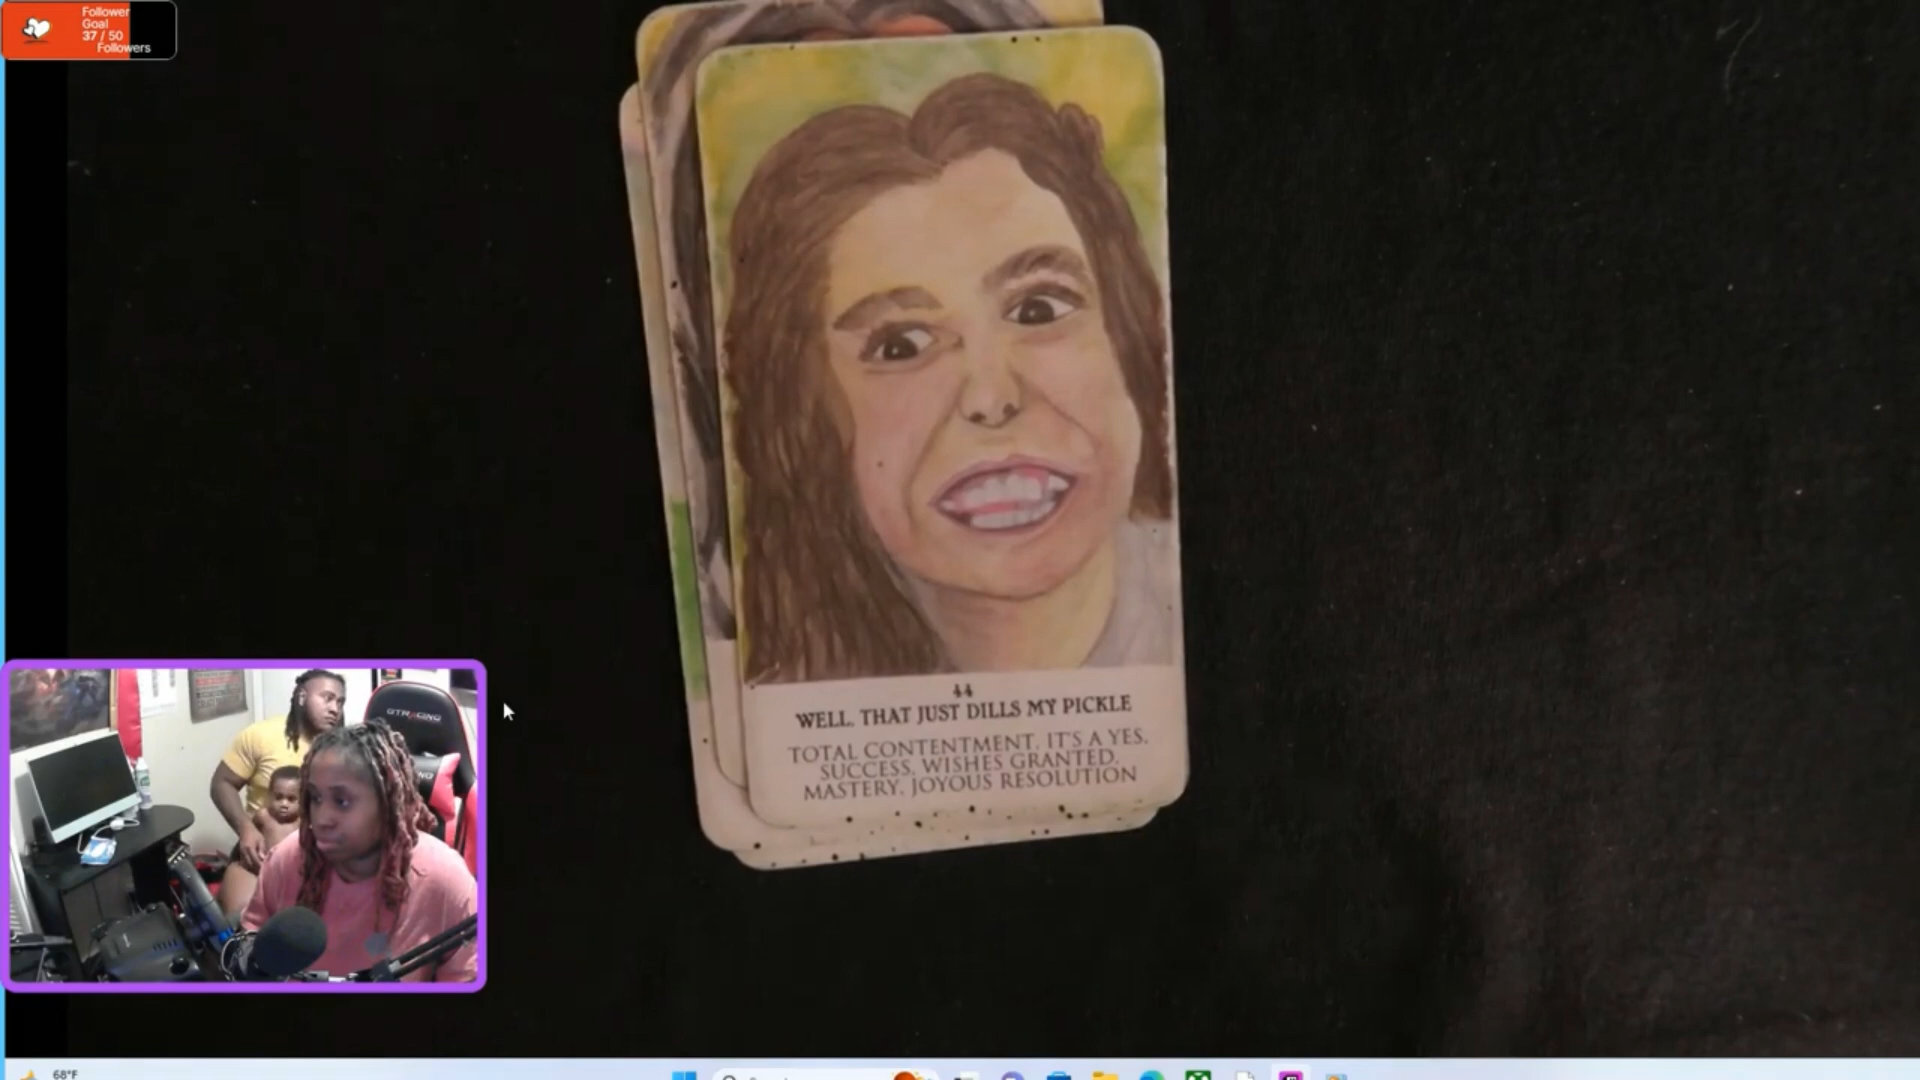 Follower
Goal
37 / 50
Followers
44
WELL, THAT JUST DILLS MY PICKLE
TOTAL CONTENTMENT, IT'S A YES,
SUCCESS, WISHES GRANTED,
MASTERY, JOYOUS RESOLUTION
GTRACING
68°F